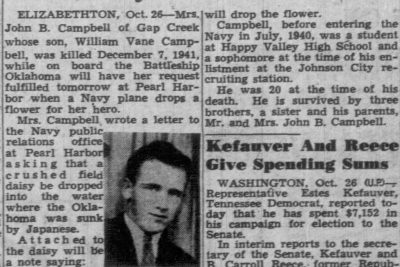 ELIZABETHTON, Oct. 26—Mrs.
John B. Campbell of Gap Creek
whose son, William Vane Camp-
bell, was killed December 7, 1941,
while on board the Battleship
Oklahoma will have her request
fulfilled tomorrow at Pearl Har-
bor when a Navy plane drops a
flower for her hero.
Mrs. Campbell wrote a letter to
the Navy public
relations office
at Pearl Harbor
asking that a
crushed field
daisy be dropped
into the water
where the Okla-
homa was sunk
by Japanese.
Attached to
the daisy will be
a note saying:
will drop the flower.
Campbell, before entering the
Navy in July, 1940, was a student
at Happy Valley High School and
a sophomore at the time of his en-
listment at the Johnson City re-
cruiting station.
He was 20 at the time of his
death. He is survived by three
brothers, a sister and his parents,
Mr. and Mrs. John B. Campbell.
Kefauver And Reece
Give Spending Sums
WASHINGTON, Oct. 26 (U.P)—
Representative Estes Kefauver,
Tennessee Democrat, reported to-
day that he has spent $7,152 in
his campaign for election to the
Senate.
In interim reports to the secre-
tary of the Senate, Kefauver and
B. Carroll Reece, former Repub-